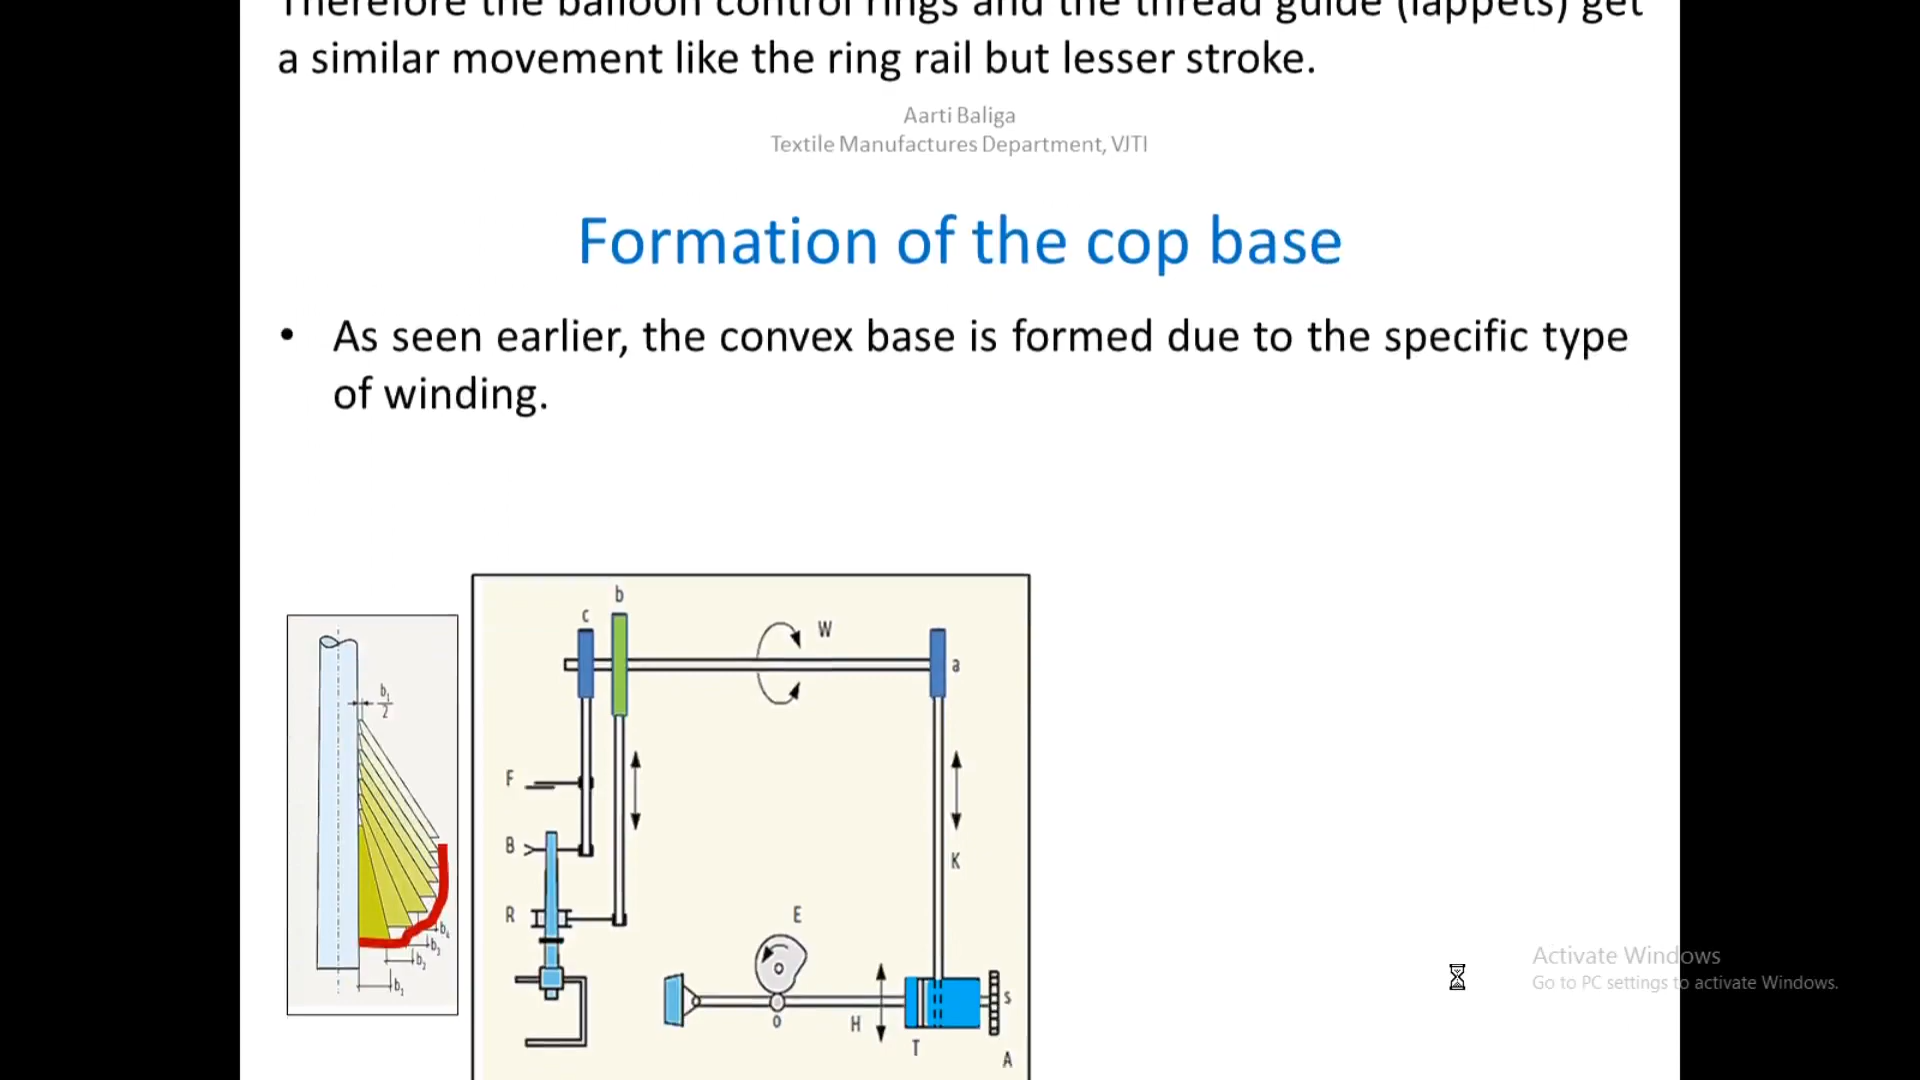 Therefore the balloon control rings and the thread guide (lappets) get
a similar movement like the ring rail but lesser stroke.
Aarti Baliga
Textile Manufactures Department, VJTI
Formation of the cop base
• As seen earlier, the convex base is formed due to the specific type
of winding.
b
c
W
a
b1
2
F
B
K
R
E
b4
b3
b2
b1
S
O
H
T
A
Activate Windows
Go to PC settings to activate Windows.